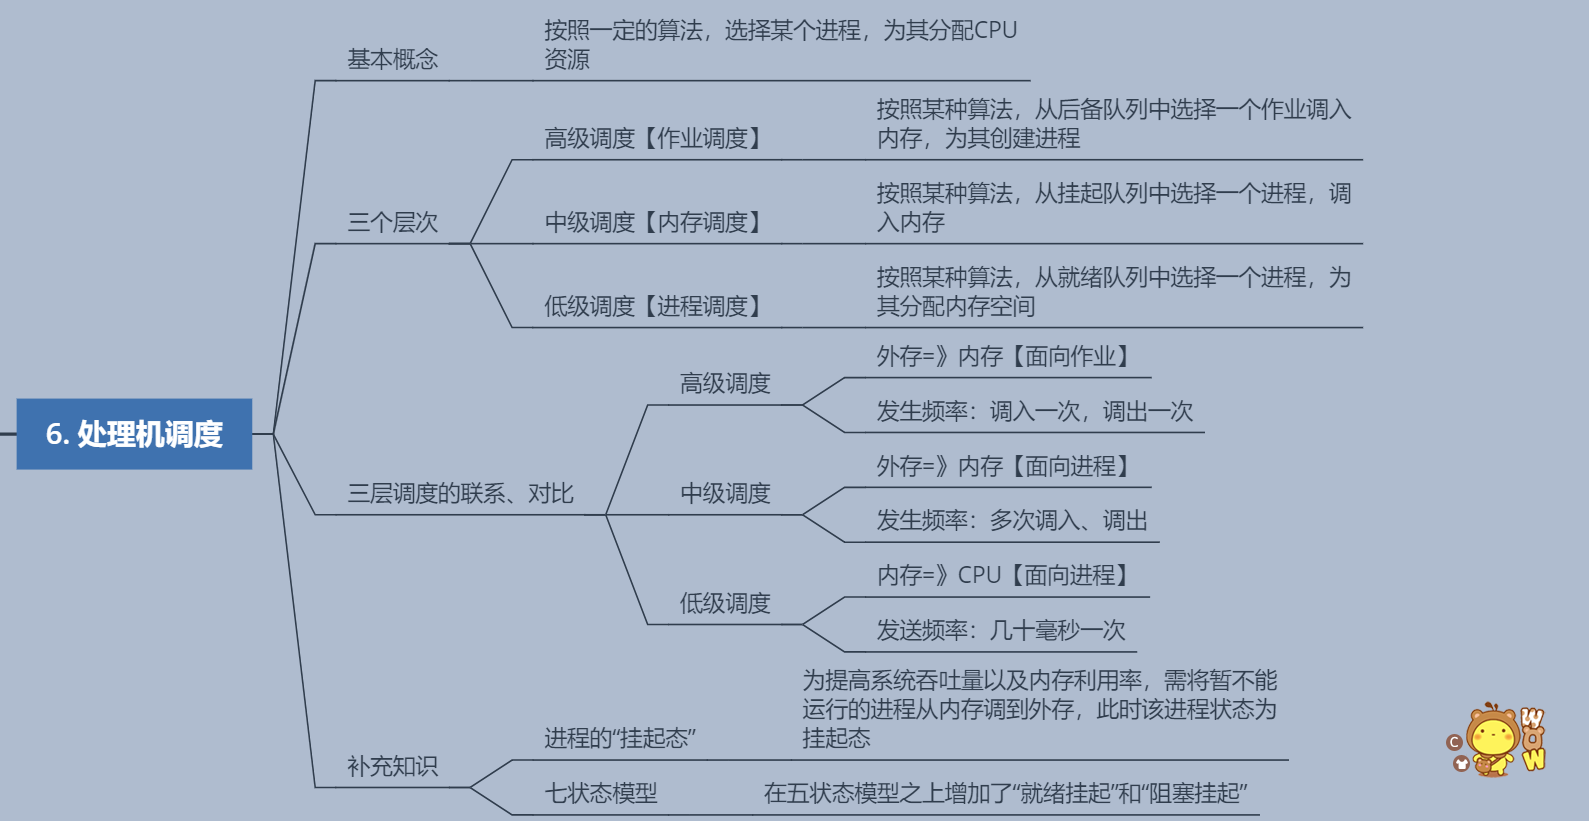 6. 处理机调度
基本概念
按照一定的算法，选择某个进程，为其分配CPU
资源
三个层次
高级调度【作业调度】
按照某种算法，从后备队列中选择一个作业调入
内存，为其创建进程
中级调度【内存调度】
按照某种算法，从挂起队列中选择一个进程，调
入内存
低级调度【进程调度】
按照某种算法，从就绪队列中选择一个进程，为
其分配内存空间
三层调度的联系、对比
高级调度
外存=》内存【面向作业】
发生频率：调入一次，调出一次
中级调度
外存=》内存【面向进程】
发生频率：多次调入、调出
低级调度
内存=》CPU【面向进程】
发送频率：几十毫秒一次
补充知识
进程的“挂起态”
为提高系统吞吐量以及内存利用率，需将暂不能
运行的进程从内存调到外存，此时该进程状态为
挂起态
七状态模型
在五状态模型之上增加了“就绪挂起”和“阻塞挂起”
C
WOW